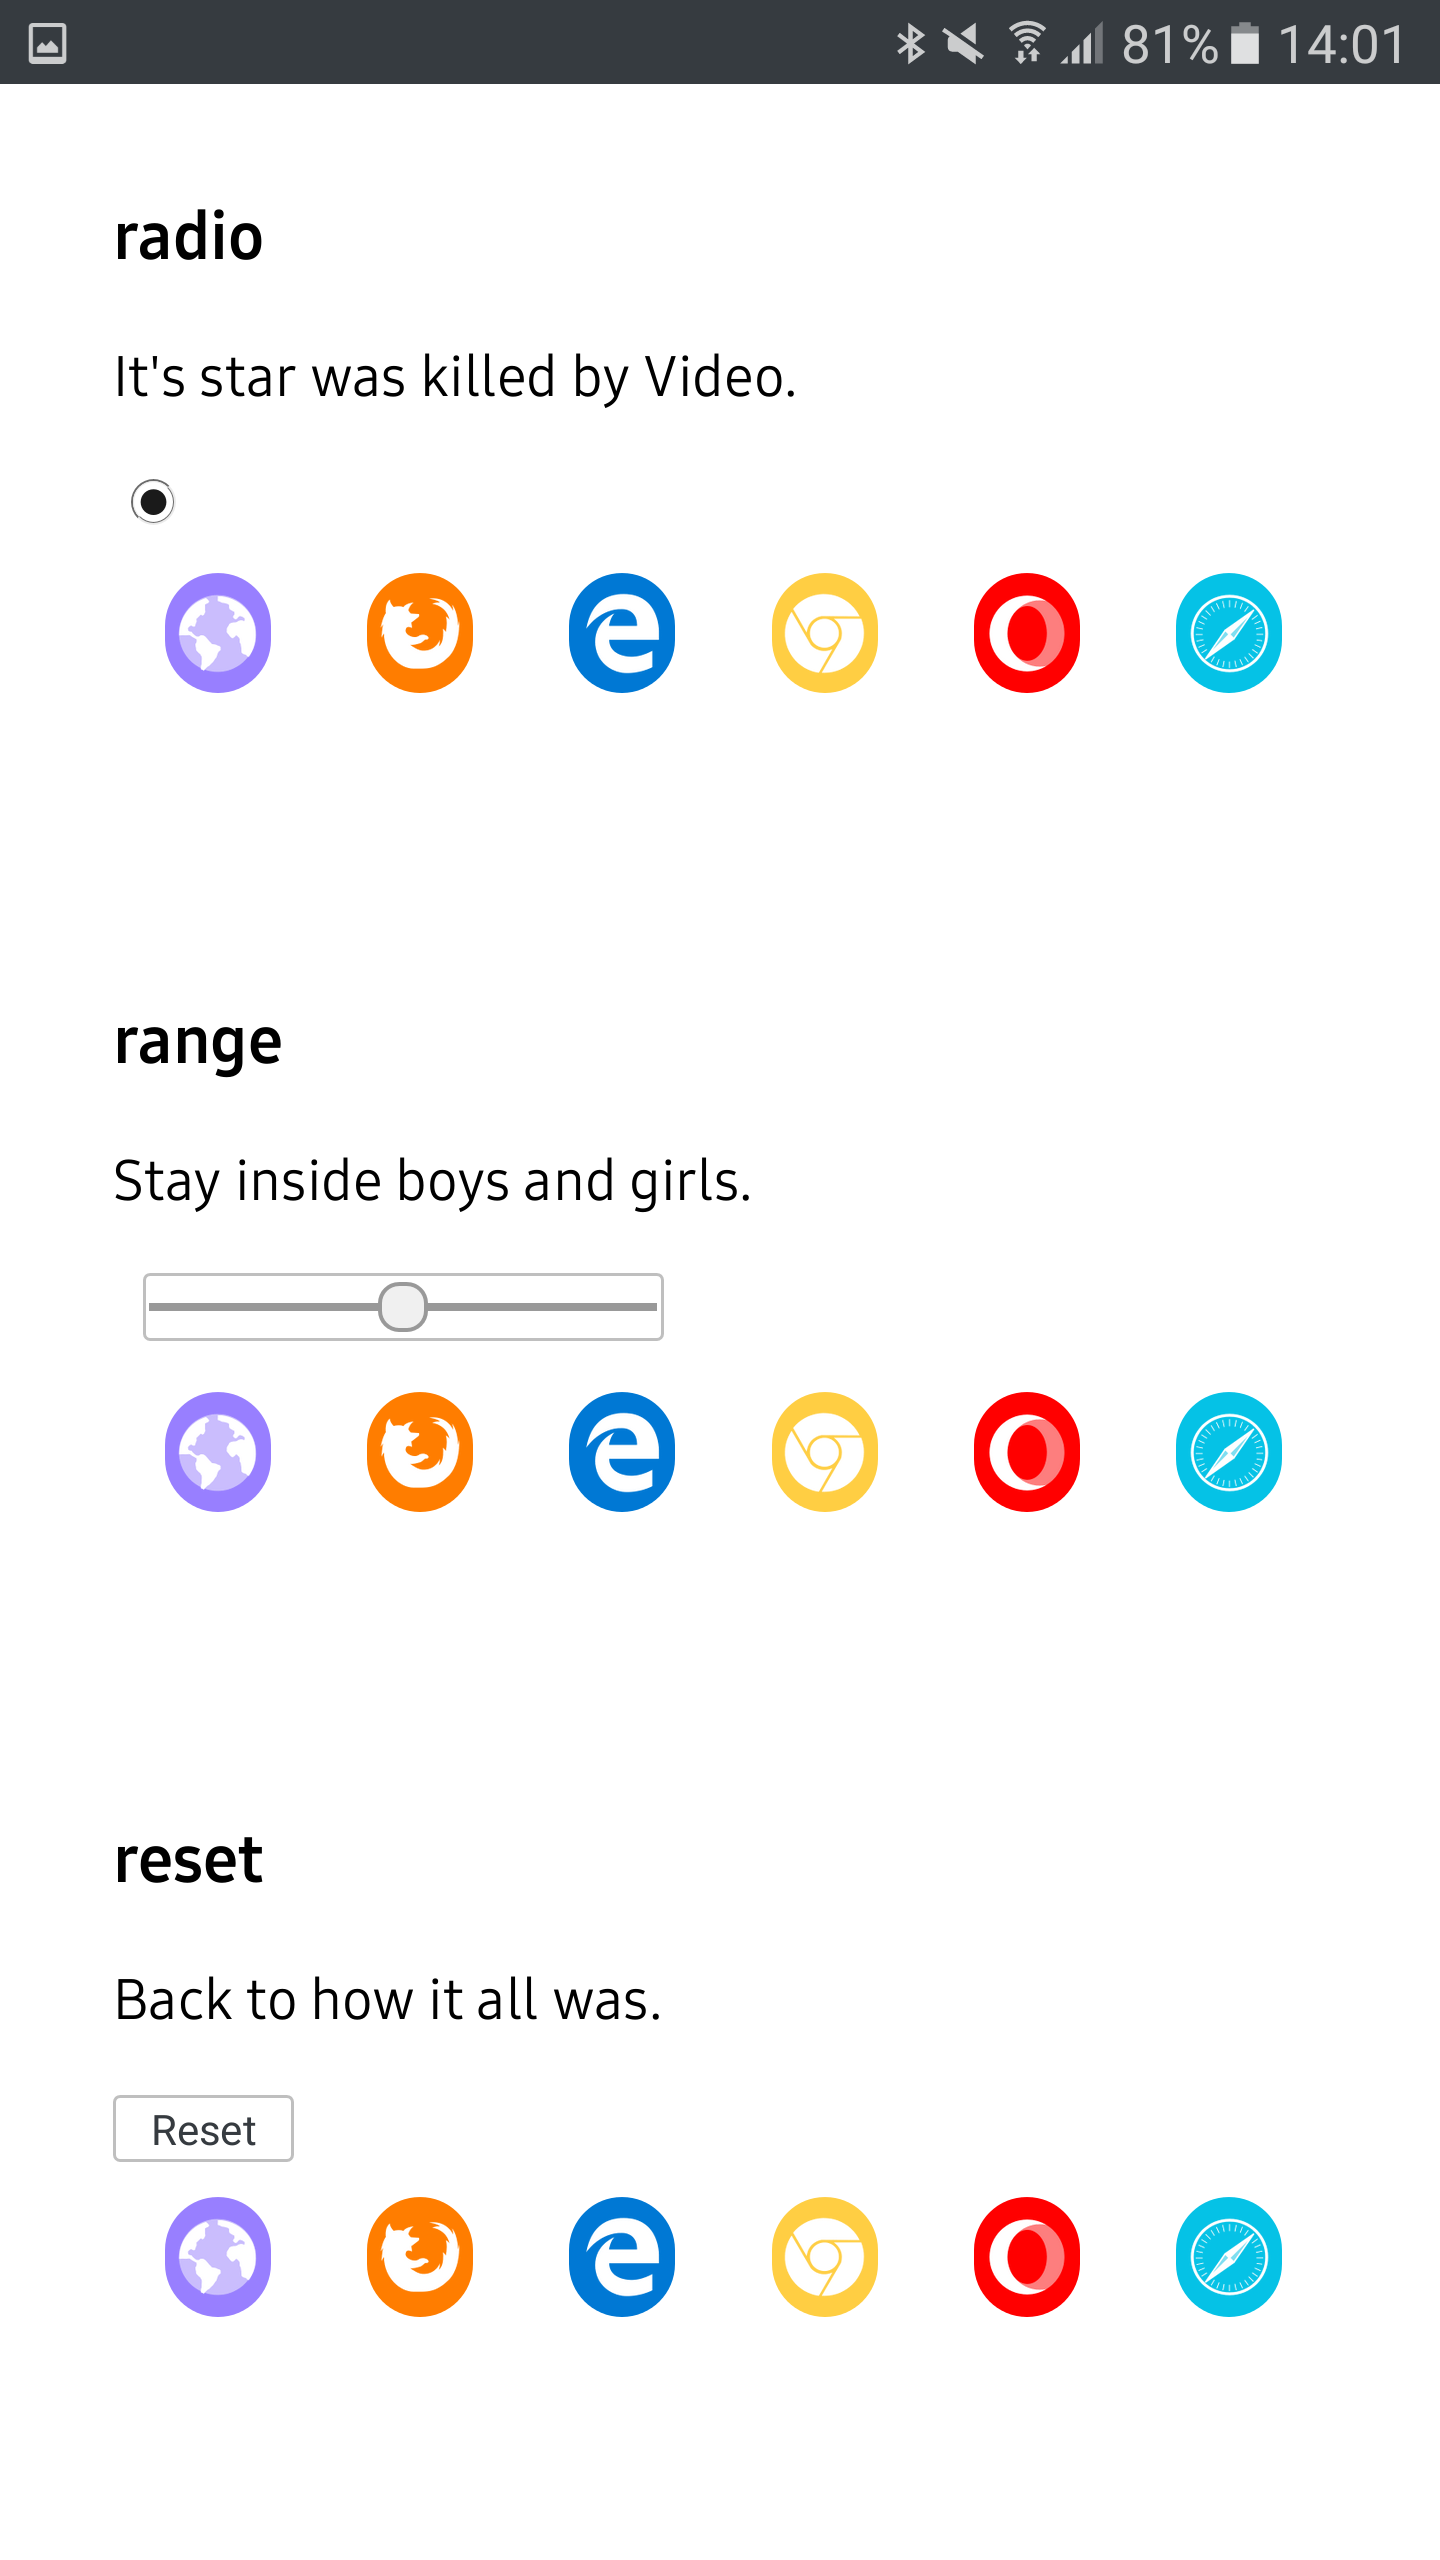 81% 14:01
radio
It's star was killed by Video.
range
Stay inside boys and girls.
reset
Back to how it all was.
Reset